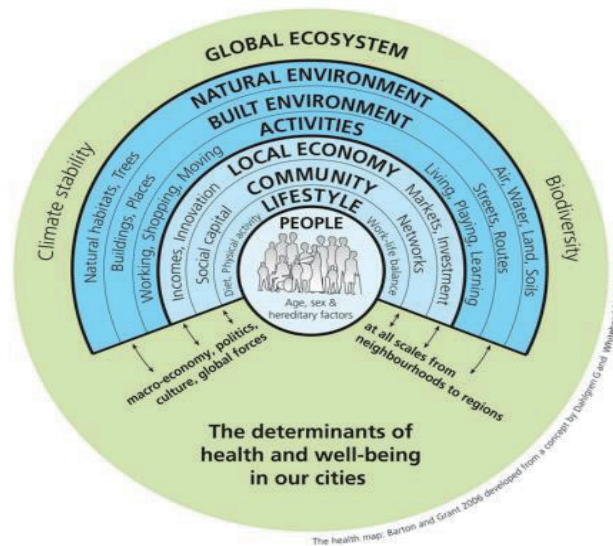 GLOBAL ECOSYSTEM
NATURAL ENVIRONMENT
BUILT ENVIRONMENT
ACTIVITIES
LOCAL ECONOMY
COMMUNITY
LIFESTYLE
PEOPLE
Age, sex &
hereditary factors
Climate stability
Natural habitats, Trees
Buildings, Places
Working, Shopping, Moving
Incomes, Innovation
Social capital
Diet, Physical activity
Work-life balance
Networks
Markets, Investment
Living, Playing, Learning
Streets, Routes
Air, Water, Land, Soils
Biodiversity
macro-economy, politics,
culture, global forces
at all scales from
neighbourhoods to regions
The determinants of
health and well-being
in our cities
The health map: Barton and Grant 2006 developed from a concept by Dahlgren G and